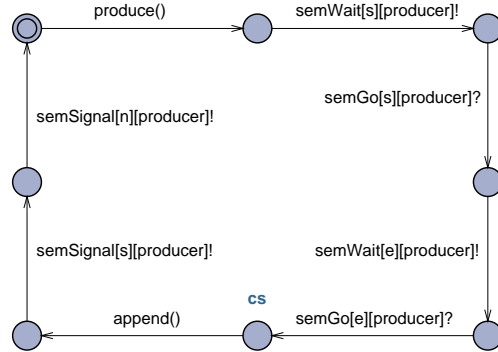 produce()
semWait[s][producer]!
semGo[s][producer]?
semSignal[n][producer]!
semSignal[s][producer]!
semWait[e][producer]!
cs
append()
semGo[e][producer]?